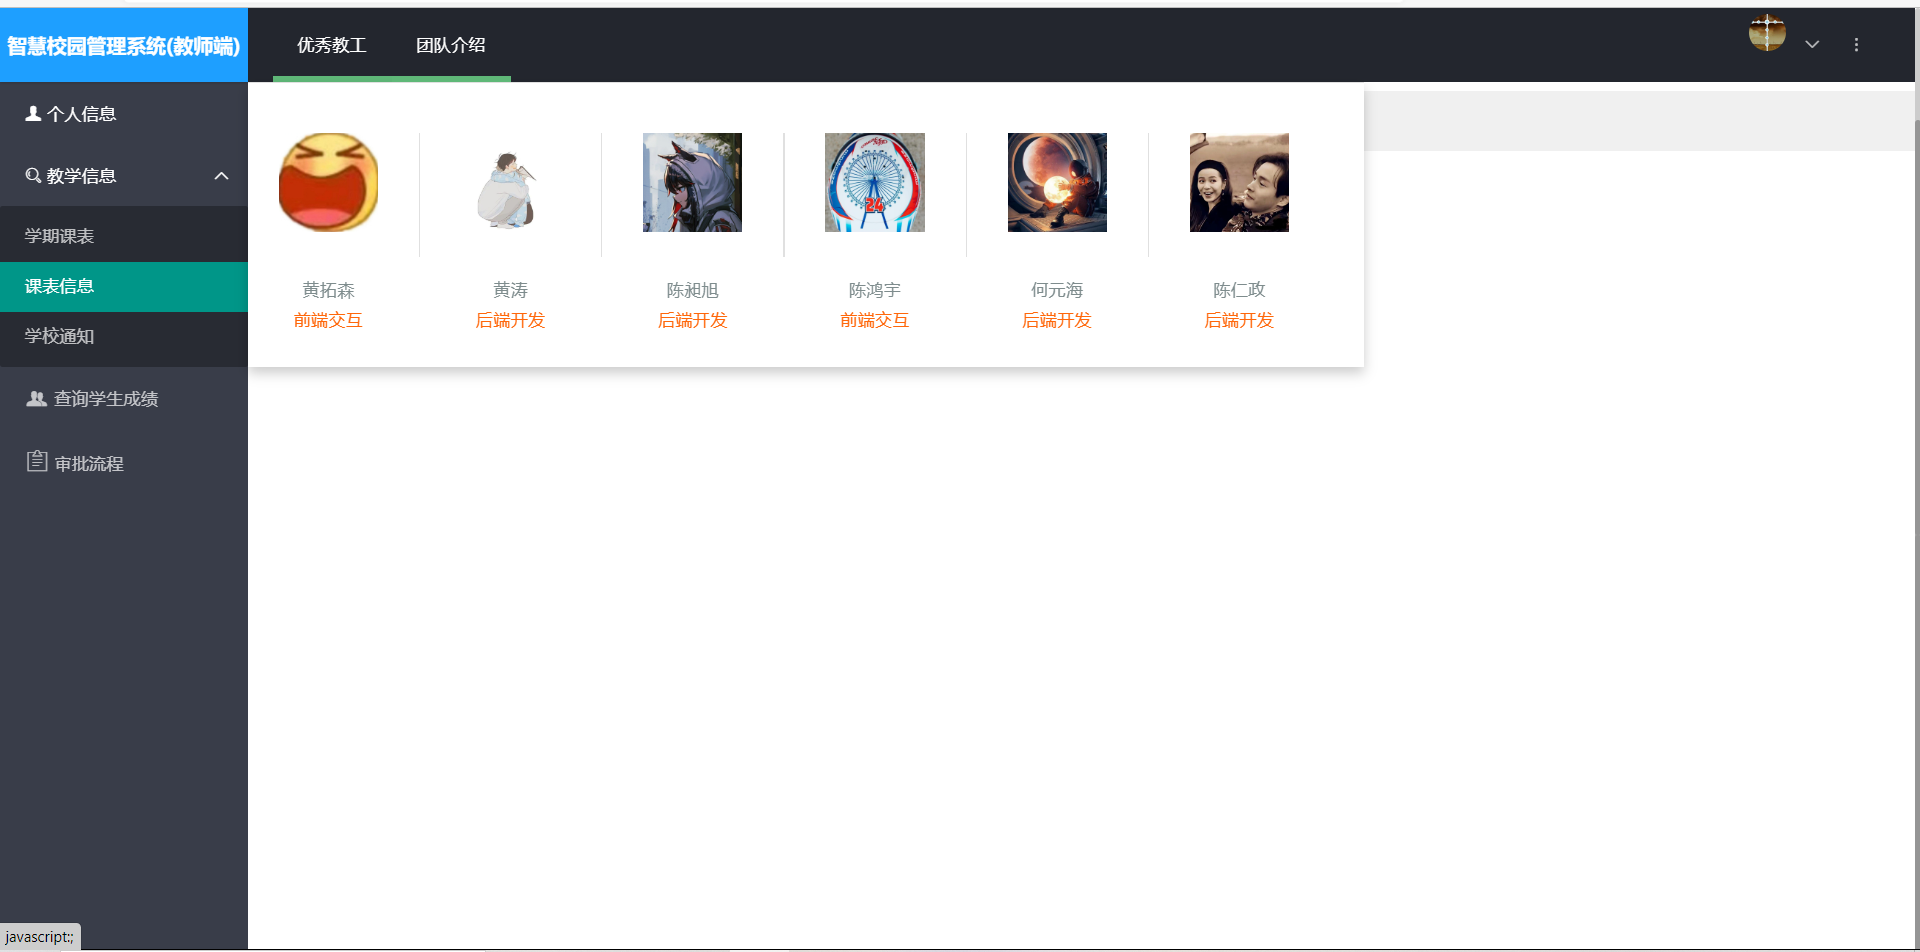 智慧校园管理系统(教师端)
优秀教工
团队介绍
个人信息
教学信息
学期课表
课表信息
学校通知
查询学生成绩
审批流程
24
黄拓森
前端交互
黄涛
后端开发
陈昶旭
后端开发
陈鸿宇
前端交互
何元海
后端开发
陈仁政
后端开发
javascript:;